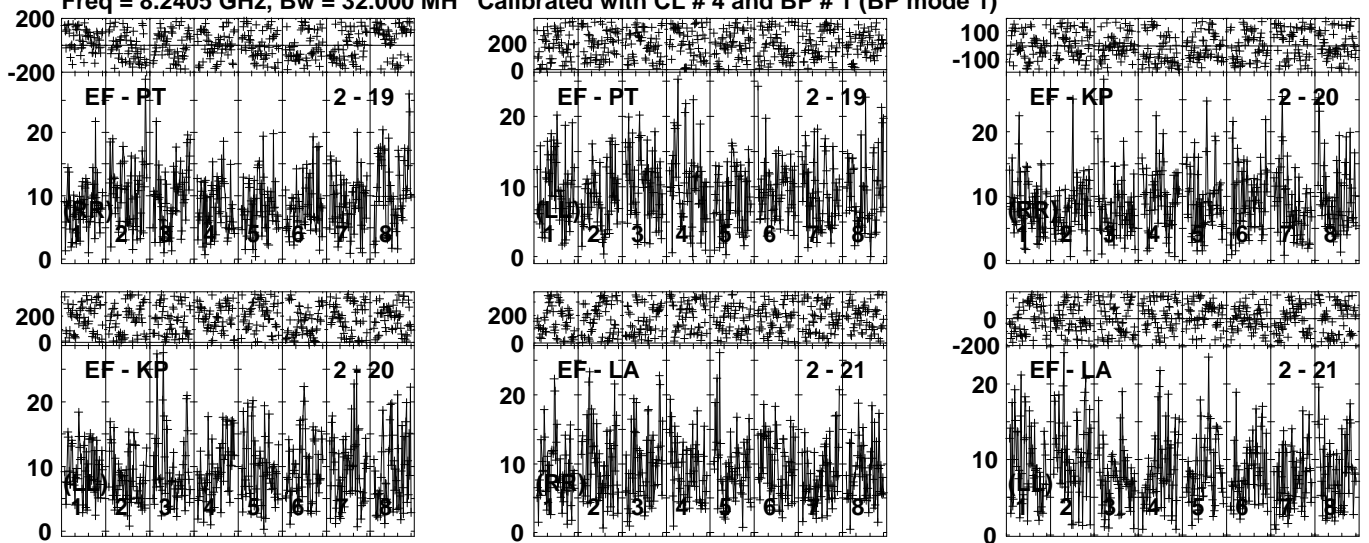 Freq = 8.2405 GHz, Bw = 32.000 MH Calibrated with CL # 4 and BP # 1 (BP mode 1)
200
-200
EF - PT 2 - 19
20
10
0
(RR)
1 2 3 4 5 6 7 8
200
0
EF - PT 2 - 19
20
10
0
(LL)
1 2 3 4 5 6 7 8
100
-100
EF - KP 2 - 20
20
10
0
(RR)
1 2 3 4 5 6 7 8
200
0
EF - KP 2 - 20
20
10
0
(LL)
1 2 3 4 5 6 7 8
200
0
EF - LA 2 - 21
20
10
0
(RR)
1 2 3 4 5 6 7 8
0
-200
EF - LA 2 - 21
20
10
0
(LL)
1 2 3 4 5 6 7 8